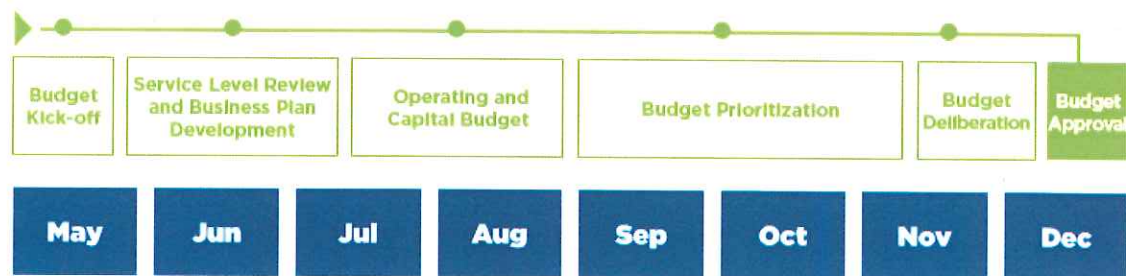 Budget
Kick-off
Service Level Review
and Business Plan
Development
Operating and
Capital Budget
Budget Prioritization
Budget
Deliberation
Budget
Approval
May
Jun
Jul
Aug
Sep
Oct
Nov
Dec